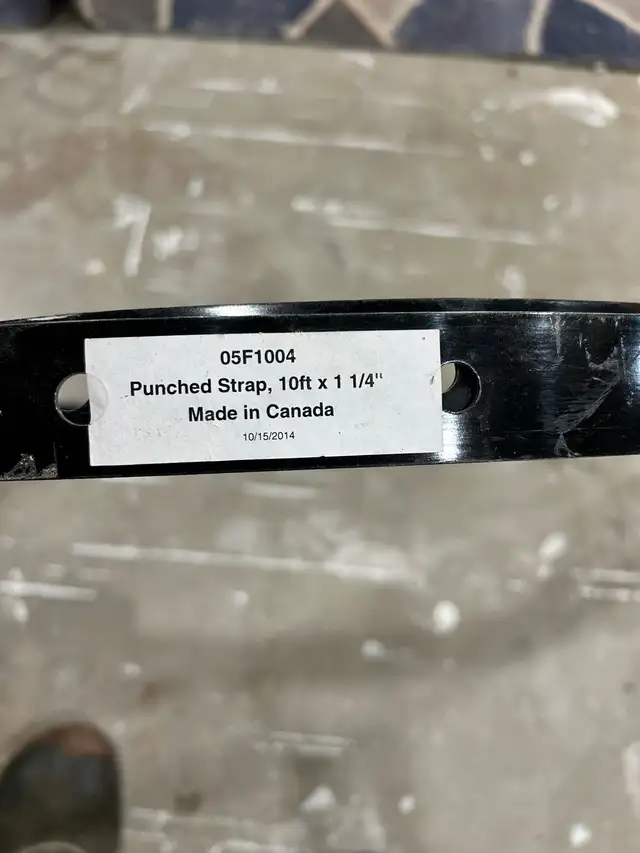 05F1004
Punched Strap, 10ft x 1 1/4"
Made in Canada
10/15/2014